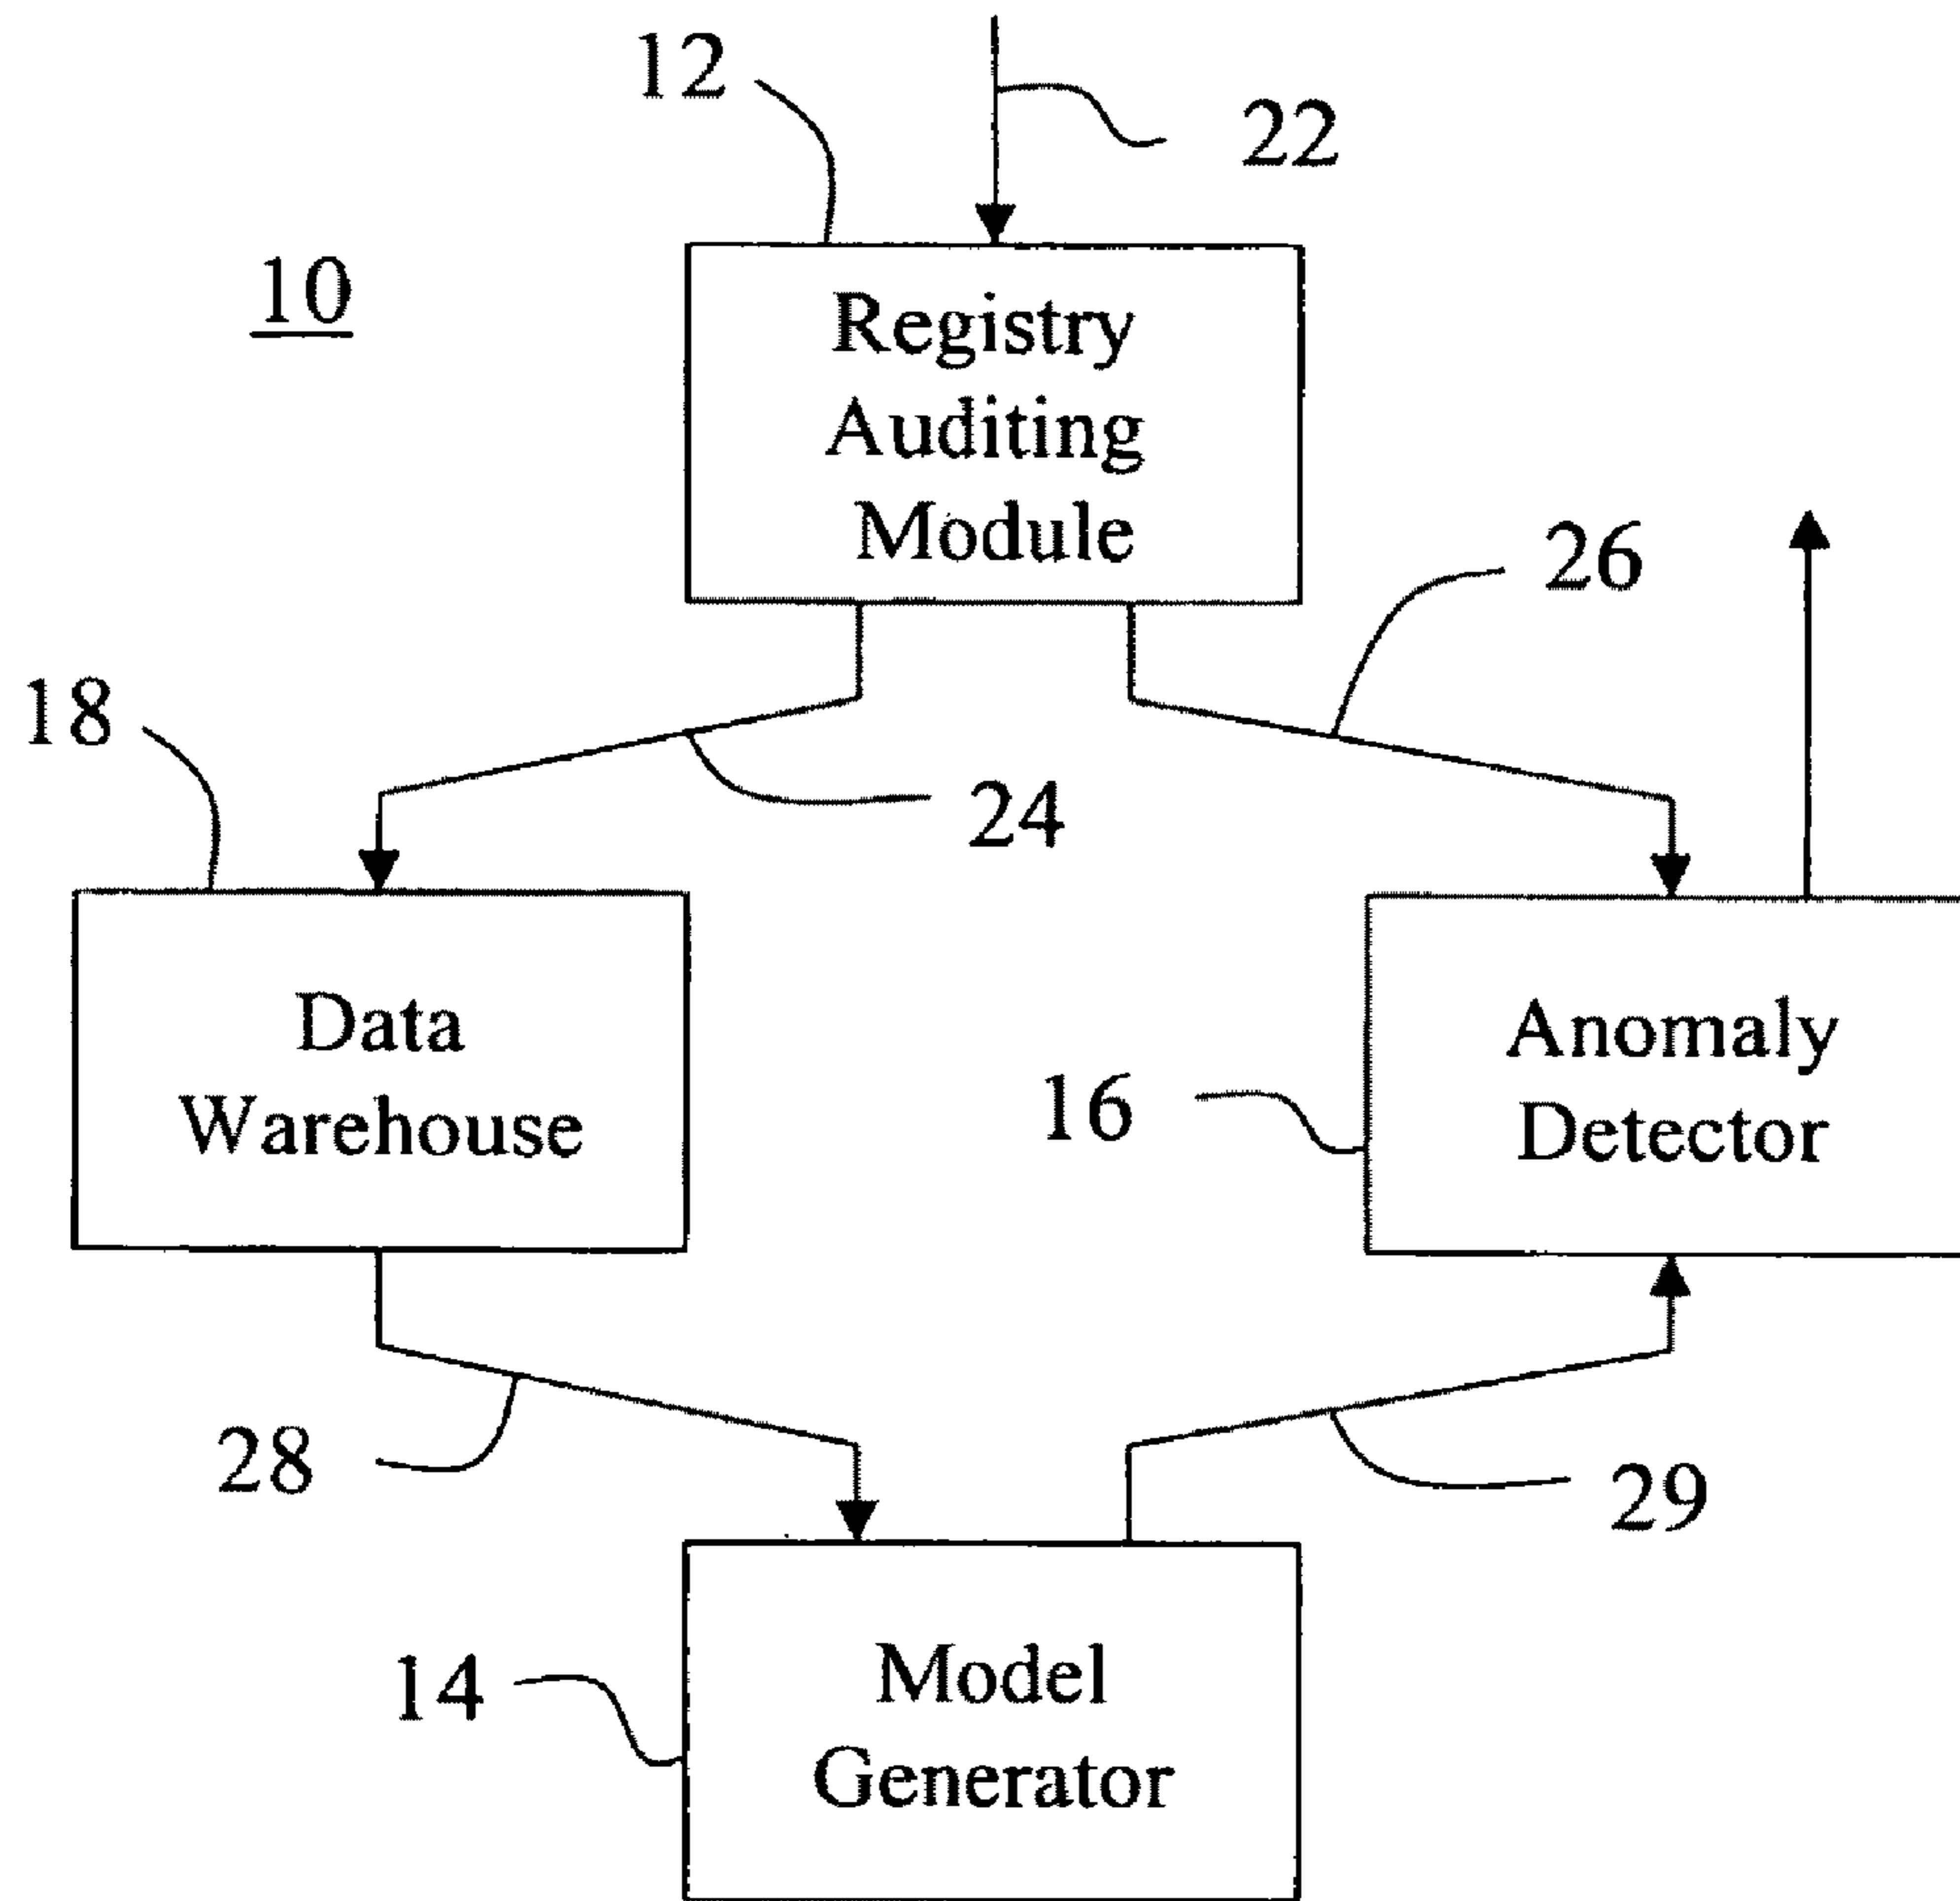 12
22
10
Registry
Auditing
Module
26
18
24
Data
Warehouse
Anomaly
Detector
16
28
29
14
Model
Generator